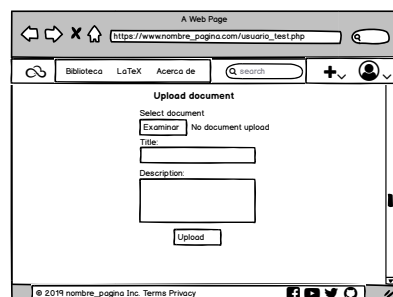 A Web Page
https://www.nombre_pagina.com/usuario_test.php
Biblioteca LaTeX Acerca de search
Upload document
Select document
Examinar No document upload
Title:
Description:
Upload
© 2019 nombre_pagina Inc. Terms Privacy